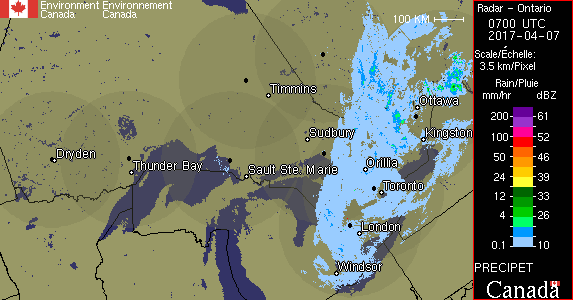 Environment Environnement
Canada Canada
100 KM
Timmins
Ottawa
Sudbury
Kingston
Dryden
Thunder Bay
Sault Ste. Marie
Orillia
Toronto
London
Windsor
Radar - Ontario
0700 UTC
2017-04-07
Scale/Échelle:
3.5 km/Pixel
Rain/Pluie
mm/hr dBZ
200 61
100 52
50 46
24 39
12 33
4 26
0.1 10
PRECIPET
Canada